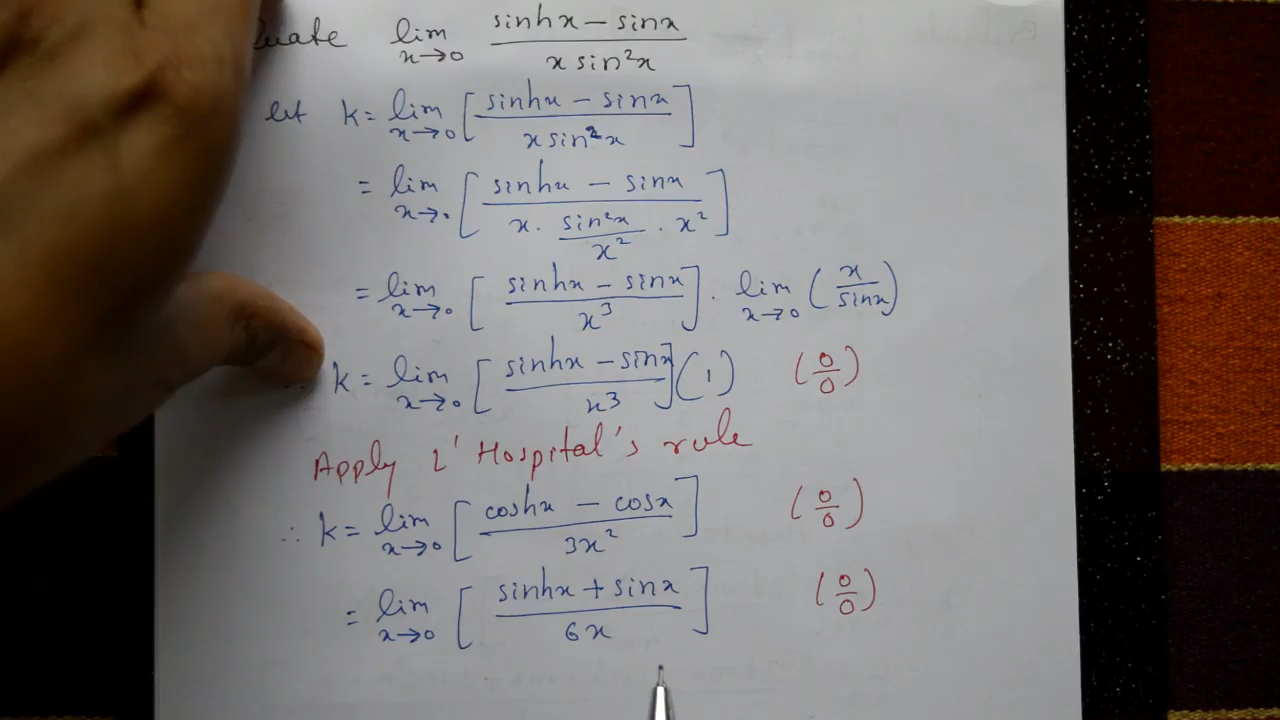 uate lim x→0 sinhx − sinx / x sin²x
let k = lim x→0 [ sinhx − sinx / x sin²x ]
= lim x→0 [ sinhx − sinx / x · sin²x / x² · x² ]
= lim x→0 [ sinhx − sinx / x³ ] · lim x→0 ( x / sinx )
k = lim x→0 [ sinhx − sinx / x³ ] (1) (0/0)
Apply L' Hospital's rule
∴ k = lim x→0 [ coshx − cosx / 3x² ] (0/0)
= lim x→0 [ sinhx + sinx / 6x ] (0/0)